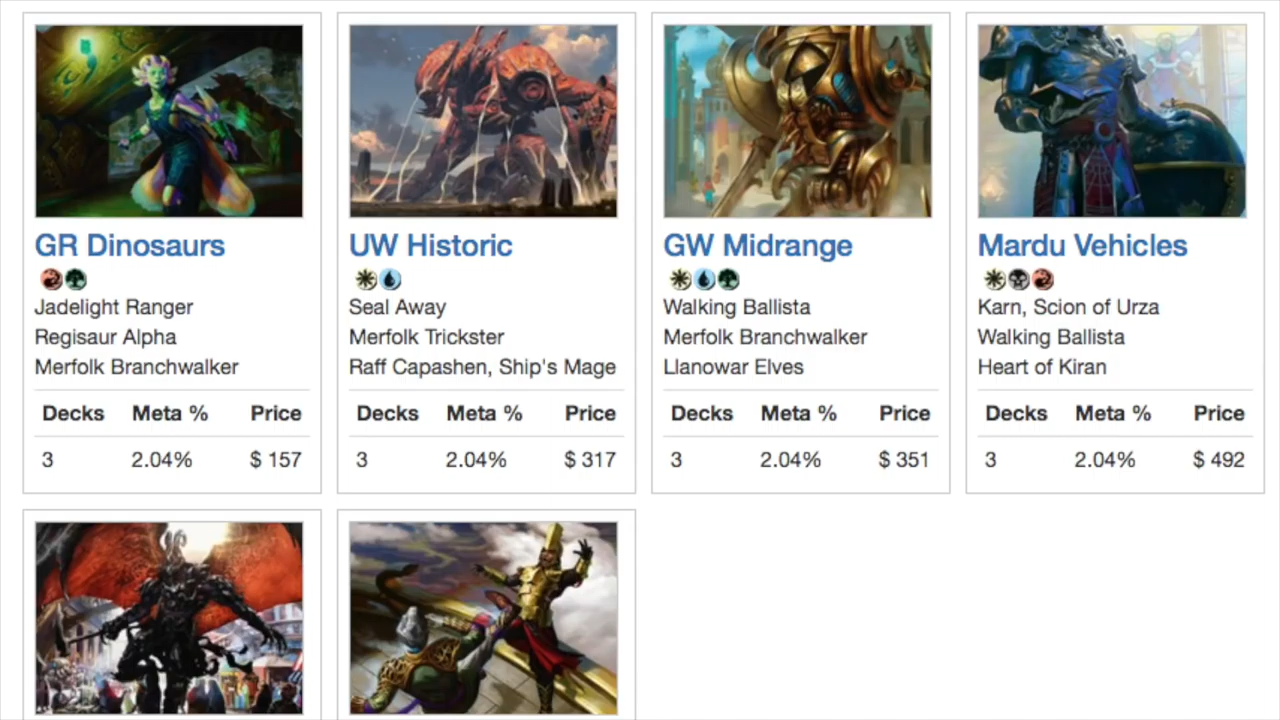 GR Dinosaurs
Jadelight Ranger
Regisaur Alpha
Merfolk Branchwalker
Decks Meta % Price
3 2.04% $ 157
UW Historic
Seal Away
Merfolk Trickster
Raff Capashen, Ship's Mage
Decks Meta % Price
3 2.04% $ 317
GW Midrange
Walking Ballista
Merfolk Branchwalker
Llanowar Elves
Decks Meta % Price
3 2.04% $ 351
Mardu Vehicles
Karn, Scion of Urza
Walking Ballista
Heart of Kiran
Decks Meta % Price
3 2.04% $ 492